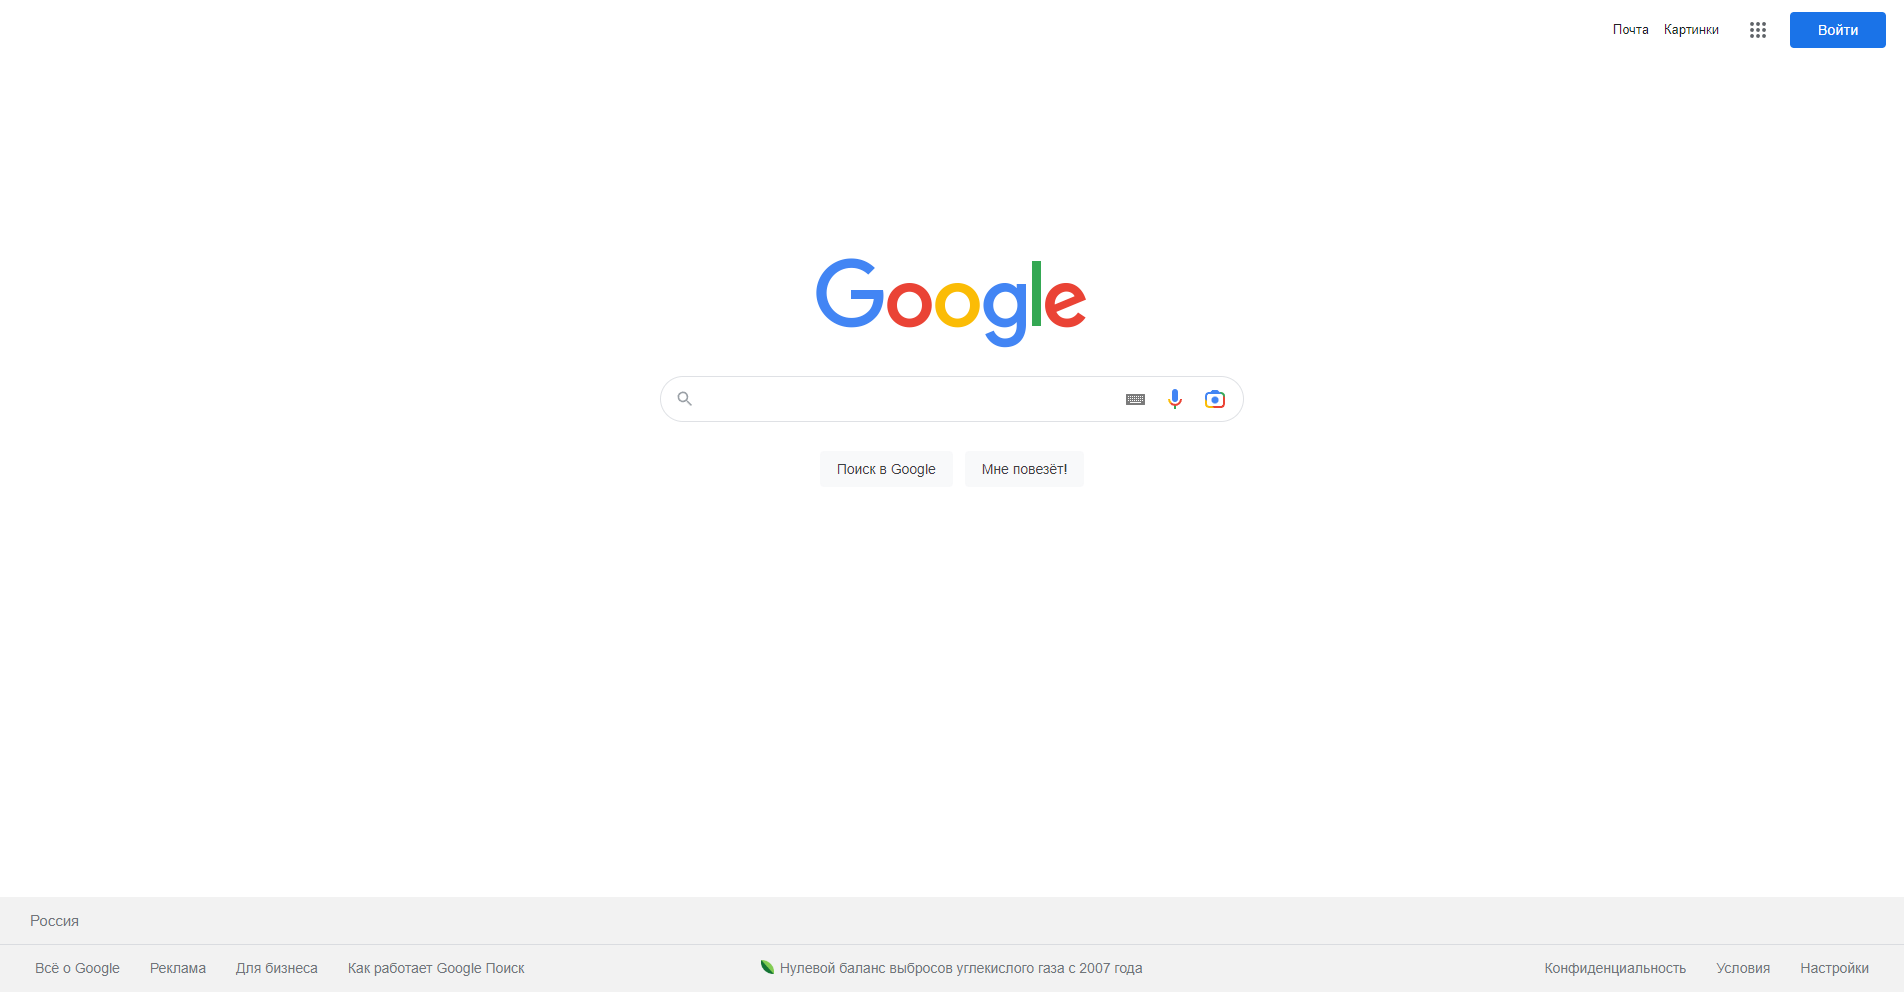 Почта Картинки Войти
Google
Поиск в Google Мне повезёт!
Россия
Всё о Google Реклама Для бизнеса Как работает Google Поиск Нулевой баланс выбросов углекислого газа с 2007 года Конфиденциальность Условия Настройки